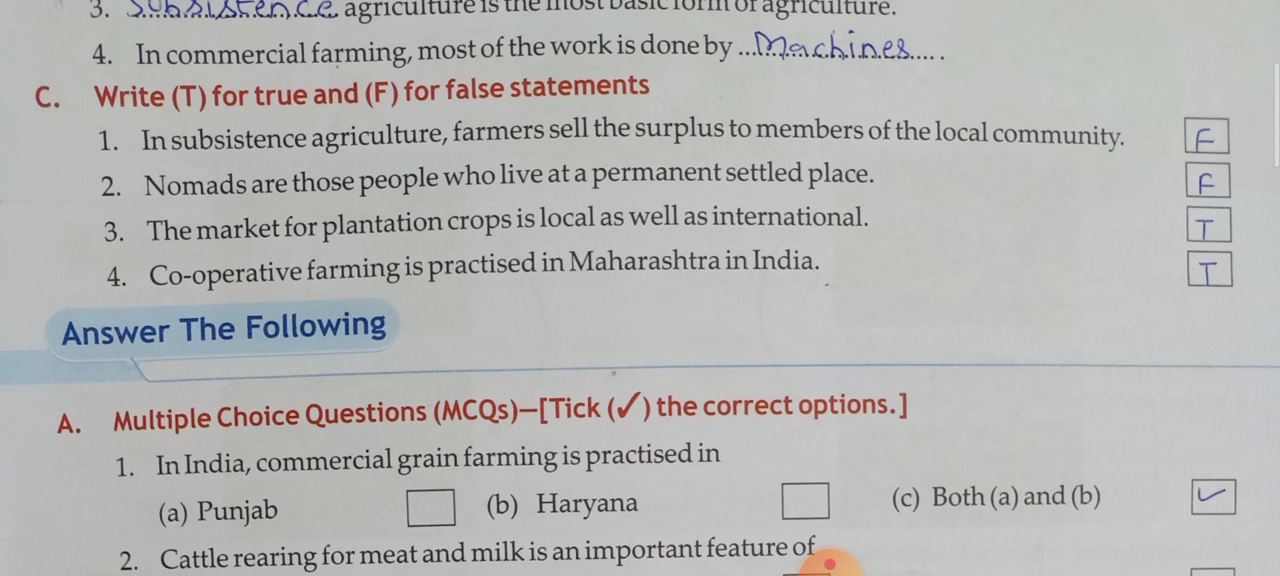 3. Subsistence agriculture is the most basic form of agriculture.
4. In commercial farming, most of the work is done by ...Machines.....
C. Write (T) for true and (F) for false statements
1. In subsistence agriculture, farmers sell the surplus to members of the local community. F
2. Nomads are those people who live at a permanent settled place. F
3. The market for plantation crops is local as well as international. T
4. Co-operative farming is practised in Maharashtra in India. T
Answer The Following
A. Multiple Choice Questions (MCQs)–[Tick (✓) the correct options.]
1. In India, commercial grain farming is practised in
(a) Punjab (b) Haryana (c) Both (a) and (b) ✓
2. Cattle rearing for meat and milk is an important feature of